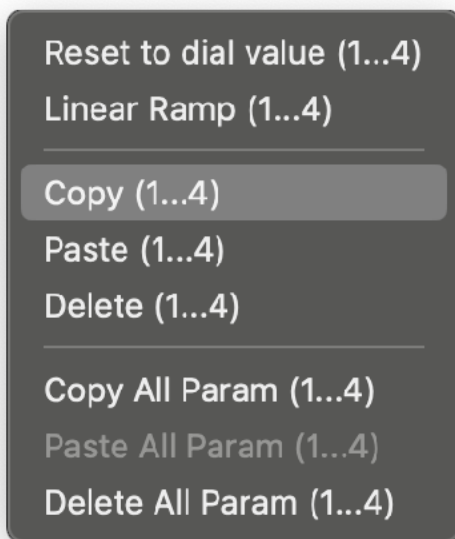 Reset to dial value (1...4)
Linear Ramp (1...4)
Copy (1...4)
Paste (1...4)
Delete (1...4)
Copy All Param (1...4)
Paste All Param (1...4)
Delete All Param (1...4)